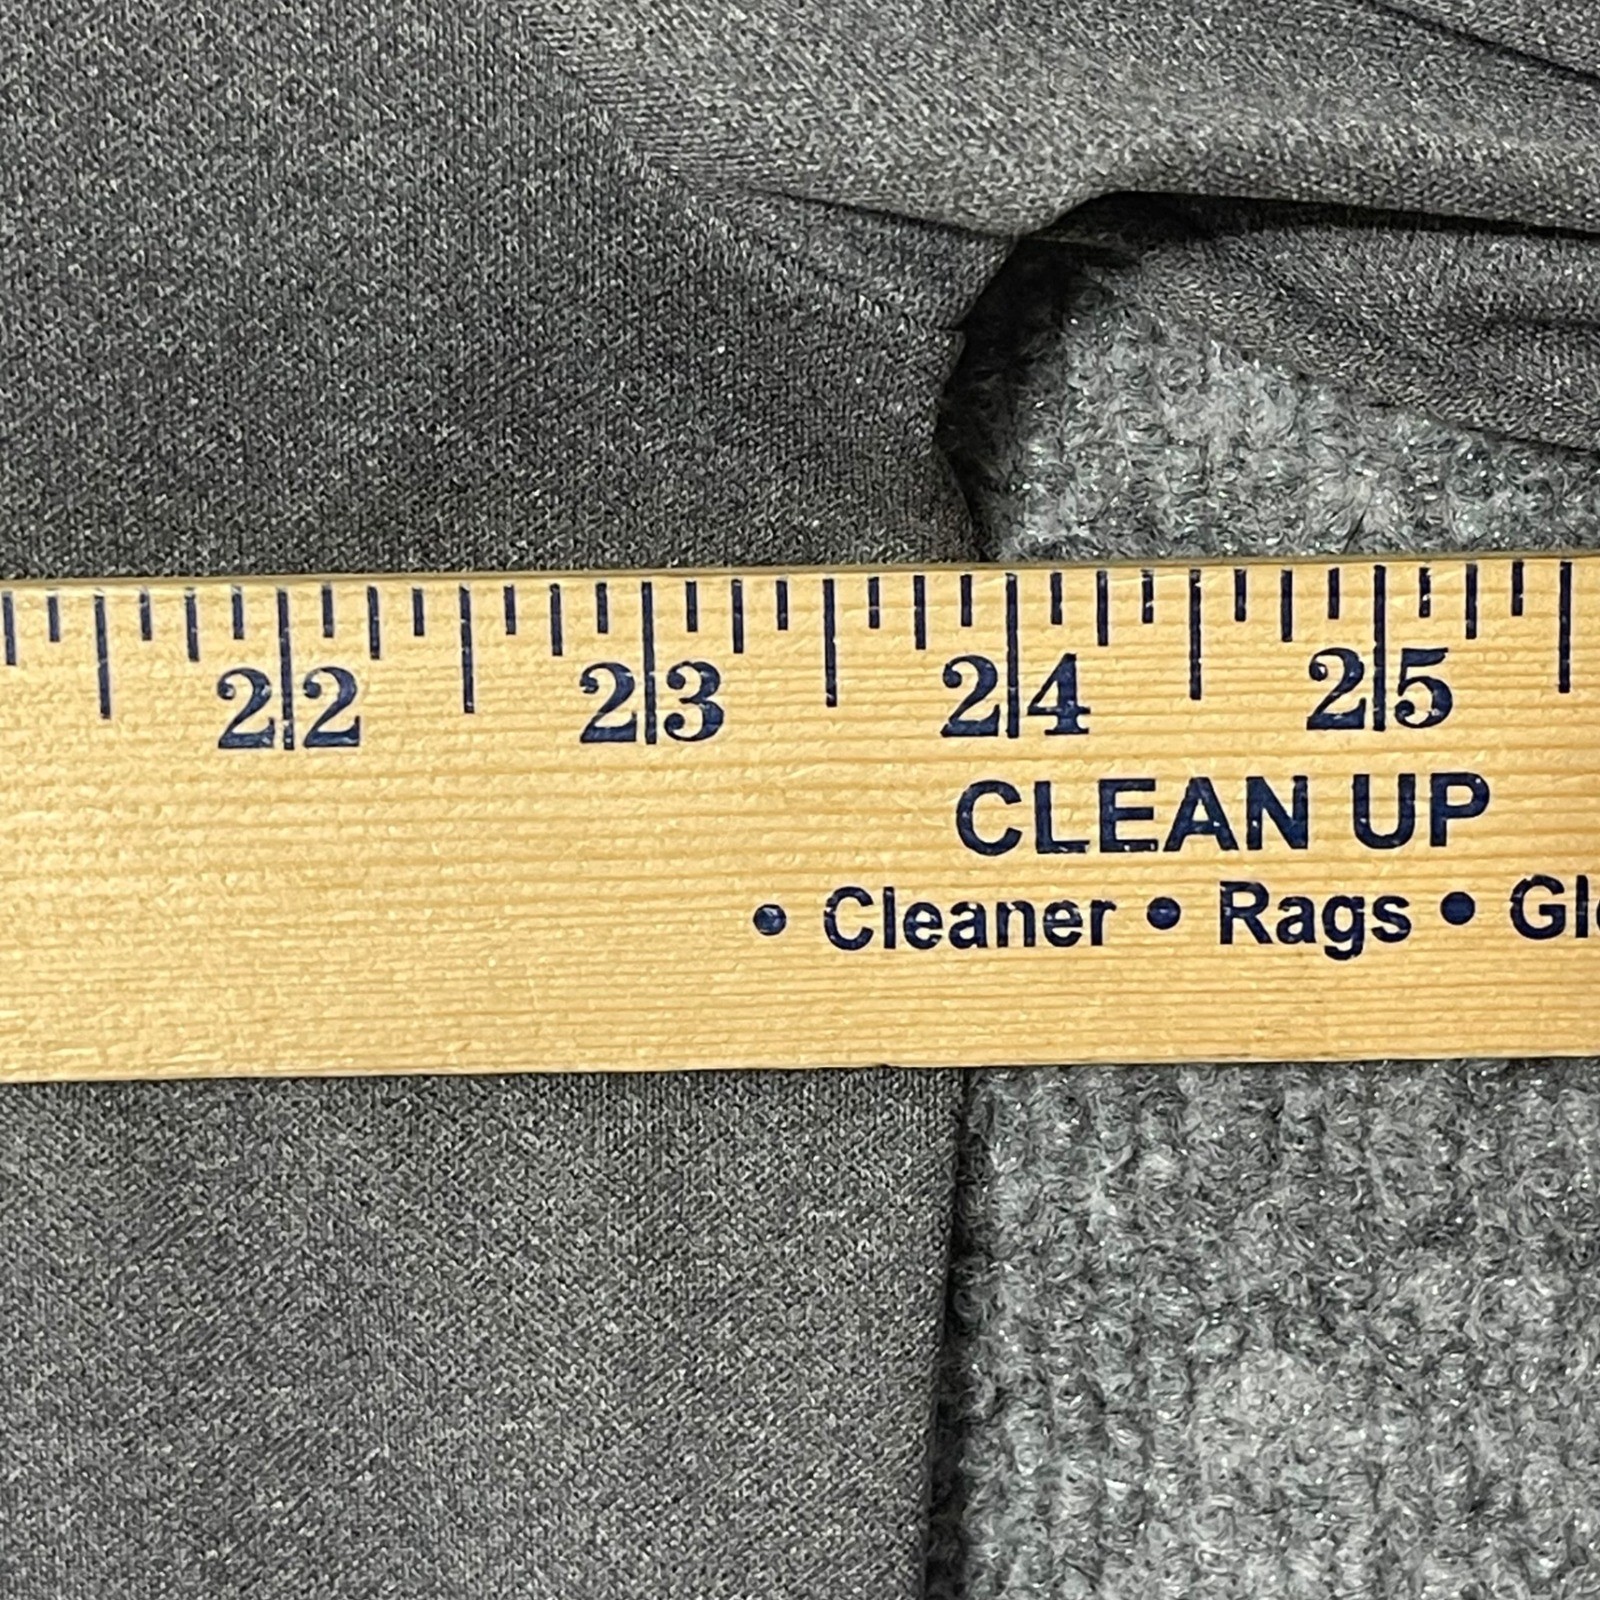 22 23 24 25
CLEAN UP
• Cleaner • Rags •